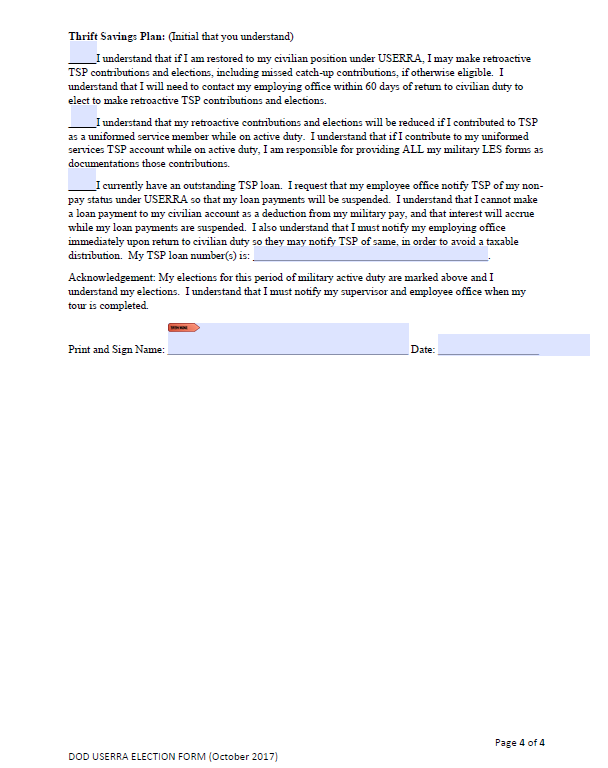 Thrift Savings Plan: (Initial that you understand)
_____I understand that if I am restored to my civilian position under USERRA, I may make retroactive
TSP contributions and elections, including missed catch-up contributions, if otherwise eligible.  I
understand that I will need to contact my employing office within 60 days of return to civilian duty to
elect to make retroactive TSP contributions and elections.
_____I understand that my retroactive contributions and elections will be reduced if I contributed to TSP
as a uniformed service member while on active duty.  I understand that if I contribute to my uniformed
services TSP account while on active duty, I am responsible for providing ALL my military LES forms as
documentations those contributions.
_____I currently have an outstanding TSP loan.  I request that my employee office notify TSP of my non-
pay status under USERRA so that my loan payments will be suspended.  I understand that I cannot make
a loan payment to my civilian account as a deduction from my military pay, and that interest will accrue
while my loan payments are suspended.  I also understand that I must notify my employing office
immediately upon return to civilian duty so they may notify TSP of same, in order to avoid a taxable
distribution.  My TSP loan number(s) is: ____________________________________________.
Acknowledgement: My elections for this period of military active duty are marked above and I
understand my elections.  I understand that I must notify my supervisor and employee office when my
tour is completed.
Print and Sign Name: _____________________________________________ Date: ___________________
Page 4 of 4
DOD USERRA ELECTION FORM (October 2017)